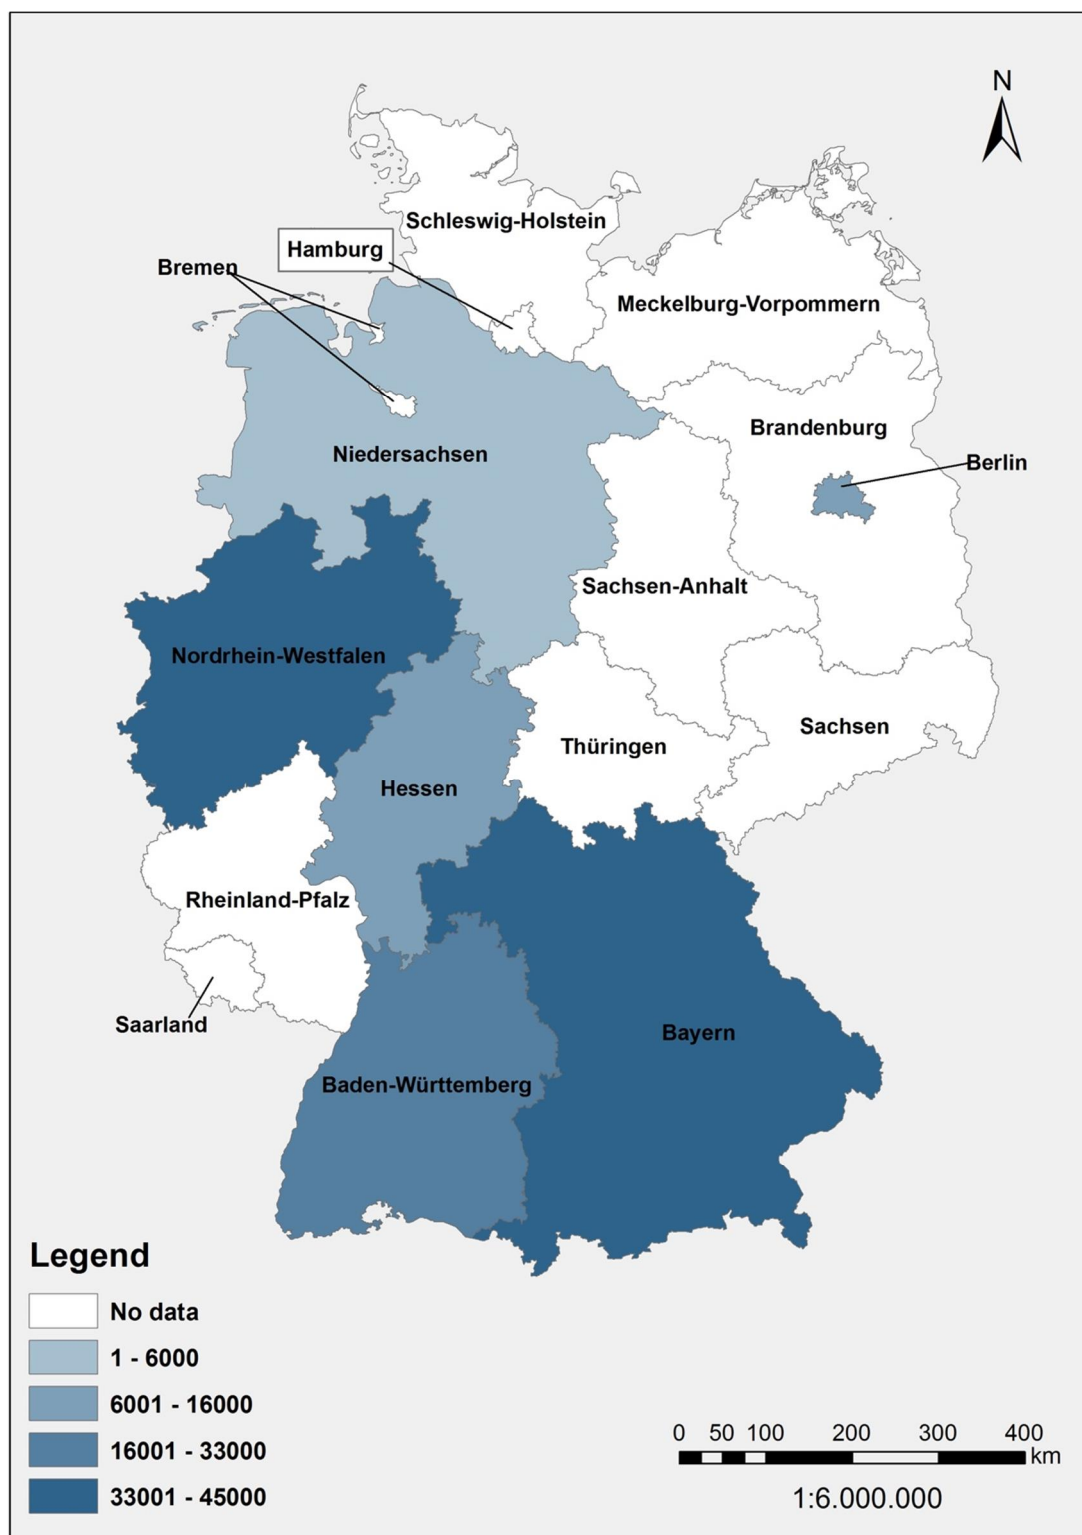 N
Schleswig-Holstein
Hamburg
Bremen
Meckelburg-Vorpommern
Brandenburg
Niedersachsen
Berlin
Sachsen-Anhalt
Nordrhein-Westfalen
Sachsen
Thüringen
Hessen
Rheinland-Pfalz
Saarland
Bayern
Baden-Württemberg
Legend
No data
1 - 6000
6001 - 16000
16001 - 33000
33001 - 45000
0 50 100 200 300 400
km
1:6.000.000